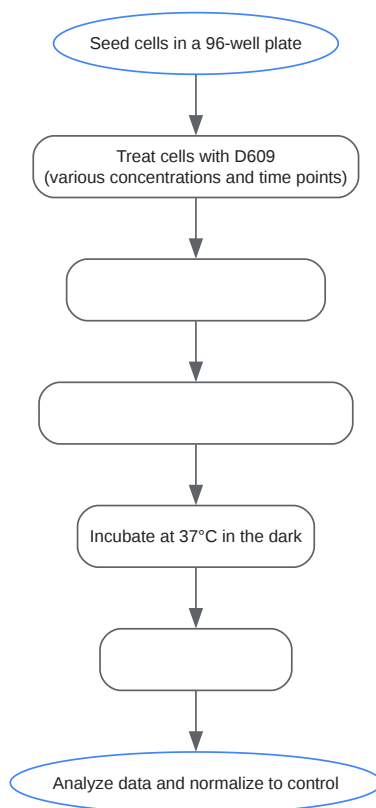 Seed cells in a 96-well plate
Treat cells with D609
(various concentrations and time points)
Incubate at 37°C in the dark
Analyze data and normalize to control